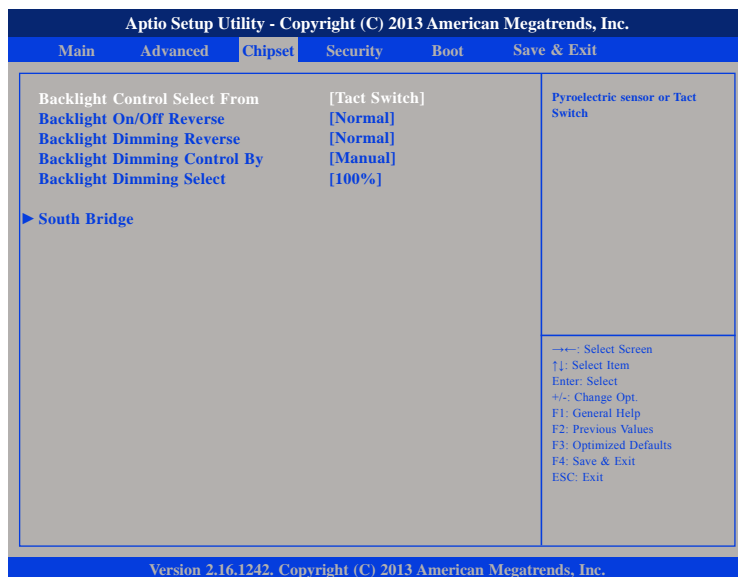 Aptio Setup Utility - Copyright (C) 2013 American Megatrends, Inc.
Main Advanced Chipset Security Boot Save & Exit
Backlight Control Select From [Tact Switch]
Backlight On/Off Reverse [Normal]
Backlight Dimming Reverse [Normal]
Backlight Dimming Control By [Manual]
Backlight Dimming Select [100%]
► South Bridge
Pyroelectric sensor or Tact
Switch
→←: Select Screen
↑↓: Select Item
Enter: Select
+/-: Change Opt.
F1: General Help
F2: Previous Values
F3: Optimized Defaults
F4: Save & Exit
ESC: Exit
Version 2.16.1242. Copyright (C) 2013 American Megatrends, Inc.